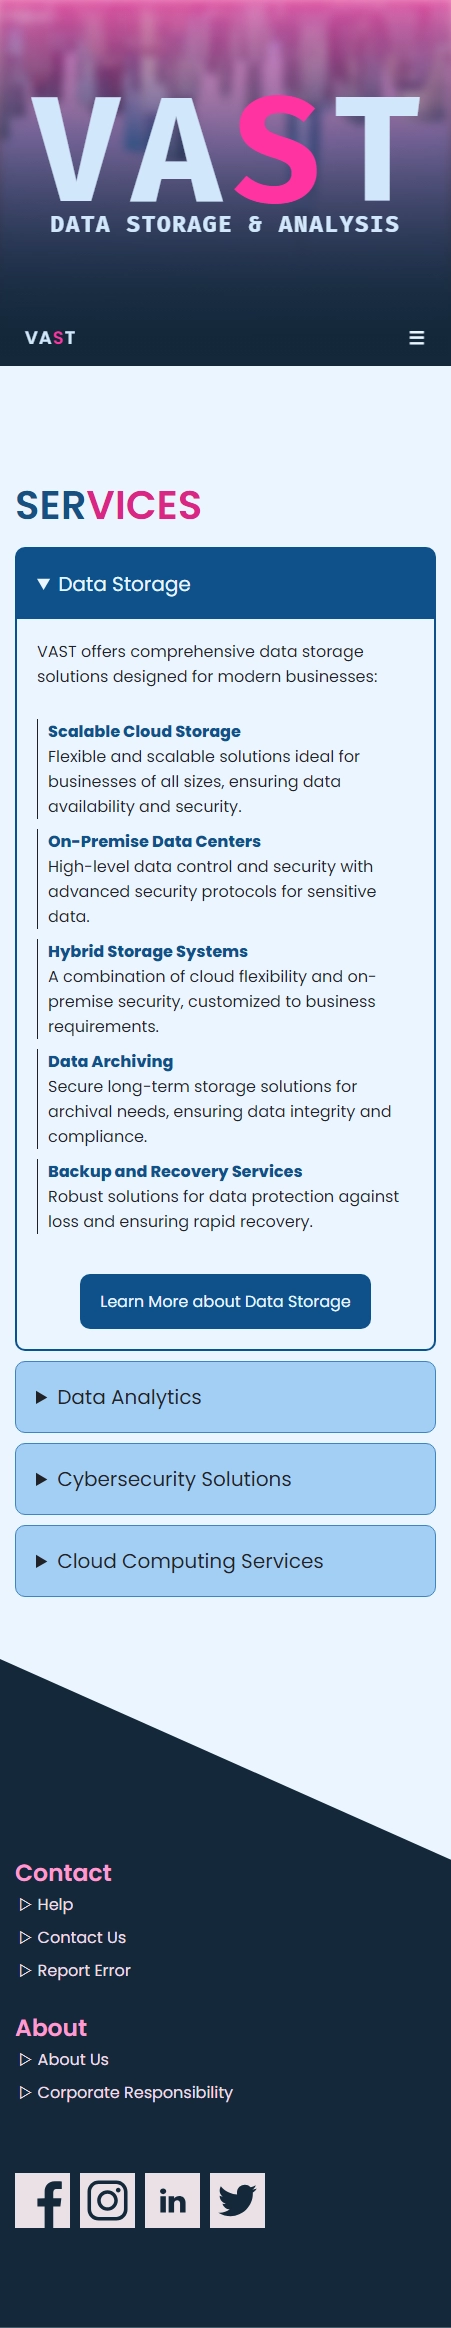 VAST
DATA STORAGE & ANALYSIS
VAST
SERVICES
Data Storage
VAST offers comprehensive data storage
solutions designed for modern businesses:
Scalable Cloud Storage
Flexible and scalable solutions ideal for
businesses of all sizes, ensuring data
availability and security.
On-Premise Data Centers
High-level data control and security with
advanced security protocols for sensitive
data.
Hybrid Storage Systems
A combination of cloud flexibility and on-
premise security, customized to business
requirements.
Data Archiving
Secure long-term storage solutions for
archival needs, ensuring data integrity and
compliance.
Backup and Recovery Services
Robust solutions for data protection against
loss and ensuring rapid recovery.
Learn More about Data Storage
Data Analytics
Cybersecurity Solutions
Cloud Computing Services
Contact
Help
Contact Us
Report Error
About
About Us
Corporate Responsibility